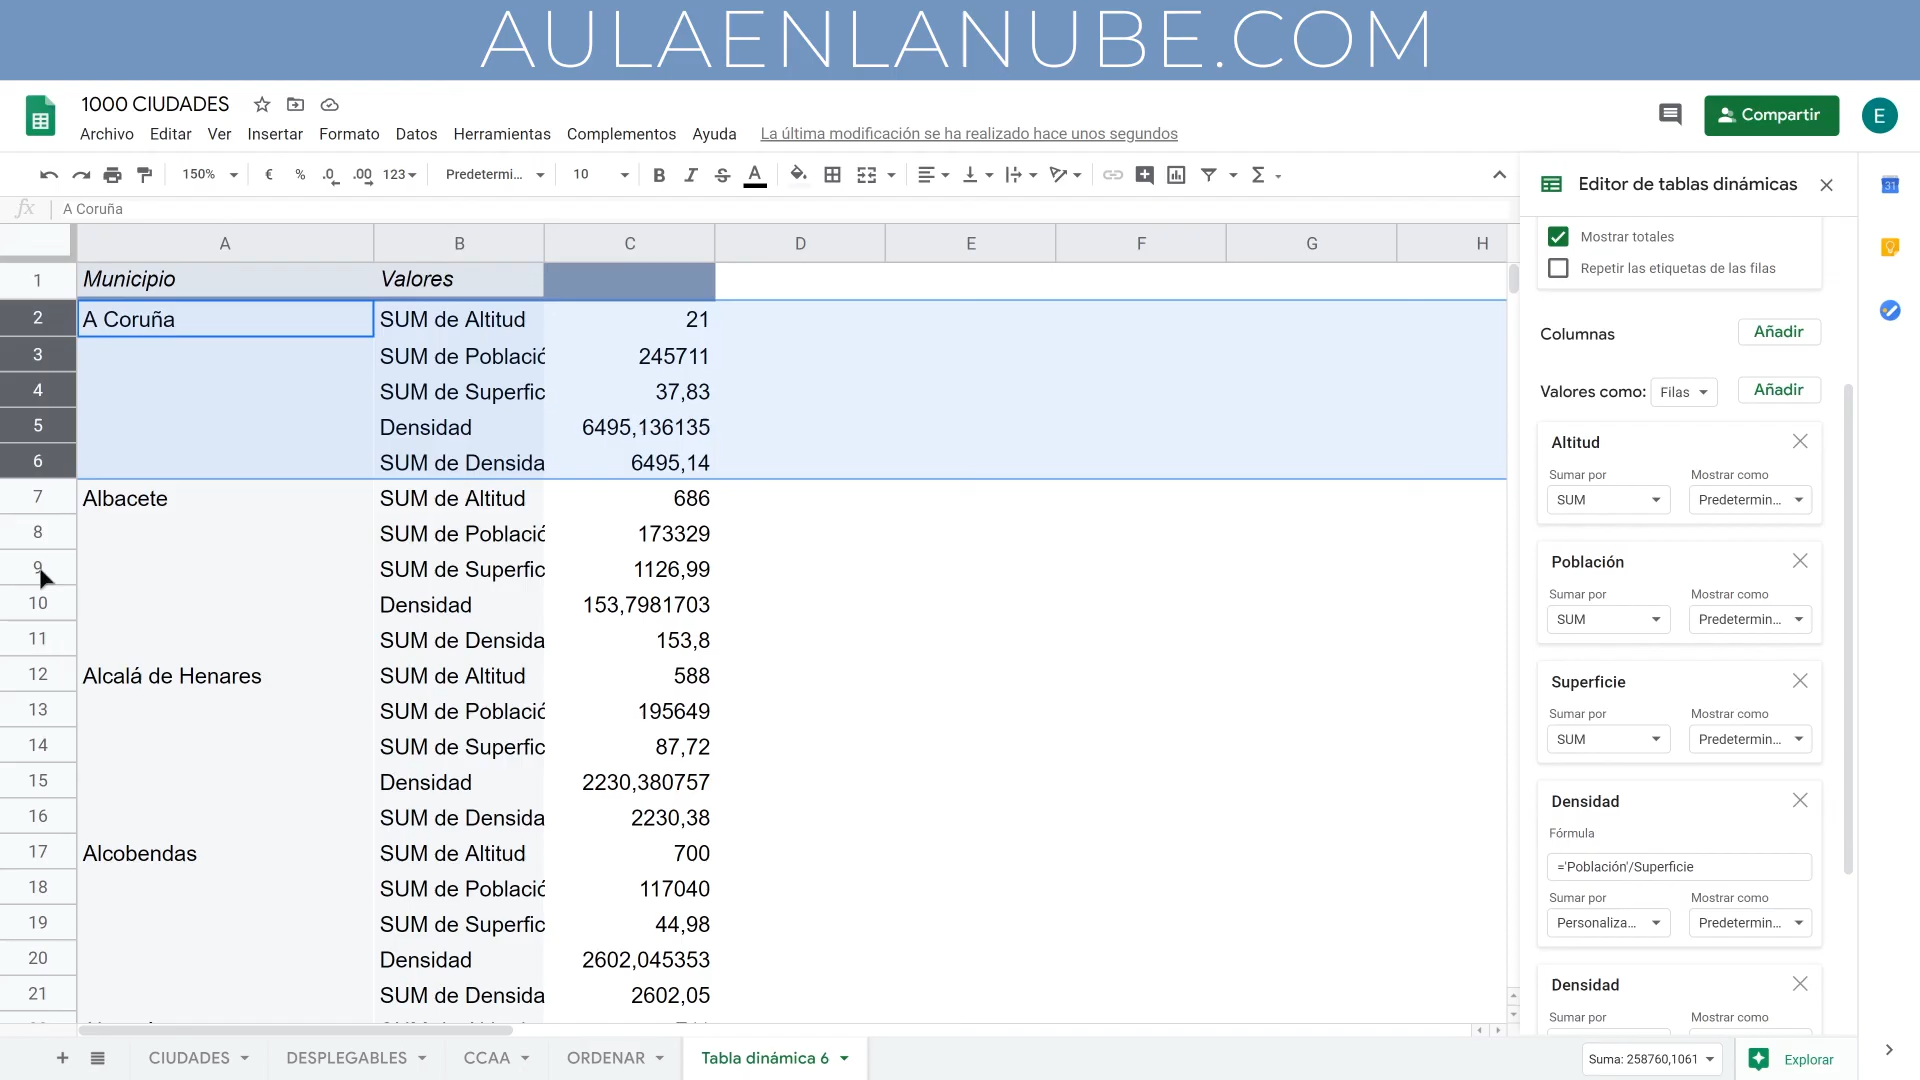 AULAENLANUBE.COM
1000 CIUDADES
Archivo Editar Ver Insertar Formato Datos Herramientas Complementos Ayuda La última modificación se ha realizado hace unos segundos
Compartir
E
150% € % .0 .00 123 Predetermi... 10 B I S A Σ
Editor de tablas dinámicas
31
fx A Coruña
A B C D E F G H
Mostrar totales
Repetir las etiquetas de las filas
1 Municipio Valores
2 A Coruña SUM de Altitud 21
3 SUM de Població 245711
4 SUM de Superfic 37,83
5 Densidad 6495,136135
6 SUM de Densida 6495,14
7 Albacete SUM de Altitud 686
8 SUM de Població 173329
9 SUM de Superfic 1126,99
10 Densidad 153,7981703
11 SUM de Densida 153,8
12 Alcalá de Henares SUM de Altitud 588
13 SUM de Població 195649
14 SUM de Superfic 87,72
15 Densidad 2230,380757
16 SUM de Densida 2230,38
17 Alcobendas SUM de Altitud 700
18 SUM de Població 117040
19 SUM de Superfic 44,98
20 Densidad 2602,045353
21 SUM de Densida 2602,05
Columnas Añadir
Valores como: Filas Añadir
Altitud
Sumar por Mostrar como
SUM Predetermin...
Población
Sumar por Mostrar como
SUM Predetermin...
Superficie
Sumar por Mostrar como
SUM Predetermin...
Densidad
Fórmula
='Población'/Superficie
Sumar por Mostrar como
Personaliza... Predetermin...
Densidad
Sumar por Mostrar como
CIUDADES DESPLEGABLES CCAA ORDENAR Tabla dinámica 6 Suma: 258760,1061 Explorar